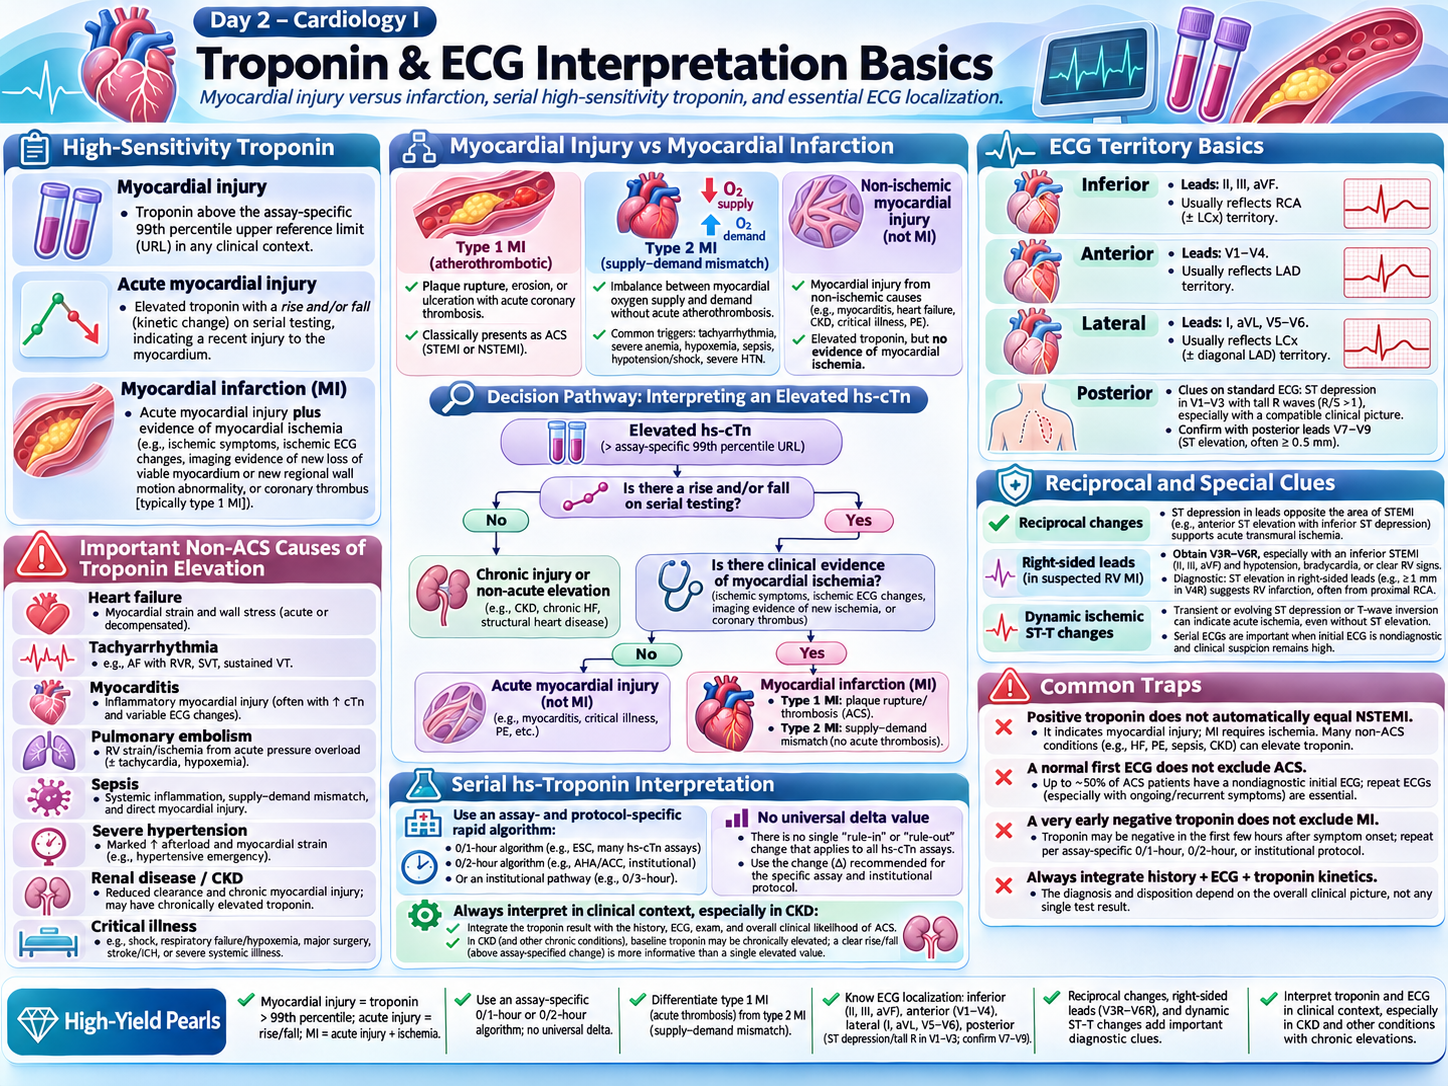 Day 2 – Cardiology I
Troponin & ECG Interpretation Basics
Myocardial injury versus infarction, serial high-sensitivity troponin, and essential ECG localization.
High-Sensitivity Troponin
Myocardial injury
• Troponin above the assay-specific
99th percentile upper reference limit
(URL) in any clinical context.
Acute myocardial injury
• Elevated troponin with a rise and/or fall
(kinetic change) on serial testing,
indicating a recent injury to the
myocardium.
Myocardial infarction (MI)
• Acute myocardial injury plus
evidence of myocardial ischemia
(e.g., ischemic symptoms, ischemic ECG
changes, imaging evidence of new loss of
viable myocardium or new regional wall
motion abnormality, or coronary thrombus
[typically type 1 MI]).
Important Non-ACS Causes of
Troponin Elevation
Heart failure
• Myocardial strain and wall stress (acute or
decompensated).
Tachyarrhythmia
• e.g., AF with RVR, SVT, sustained VT.
Myocarditis
• Inflammatory myocardial injury (often with ↑ cTn
and variable ECG changes).
Pulmonary embolism
• RV strain/ischemia from acute pressure overload
(± tachycardia, hypoxemia).
Sepsis
• Systemic inflammation, supply–demand mismatch,
and direct myocardial injury.
Severe hypertension
• Marked ↑ afterload and myocardial strain
(e.g., hypertensive emergency).
Renal disease / CKD
• Reduced clearance and chronic myocardial injury;
may have chronically elevated troponin.
Critical illness
• e.g., shock, respiratory failure/hypoxemia, major surgery,
stroke/ICH, or severe systemic illness.
Myocardial Injury vs Myocardial Infarction
Type 1 MI
(atherothrombotic)
✓ Plaque rupture, erosion, or
ulceration with acute coronary
thrombosis.
✓ Classically presents as ACS
(STEMI or NSTEMI).
O₂
supply
O₂
demand
Type 2 MI
(supply–demand mismatch)
✓ Imbalance between myocardial
oxygen supply and demand
without acute atherothrombosis.
✓ Common triggers: tachyarrhythmia,
severe anemia, hypoxemia, sepsis,
hypotension/shock, severe HTN.
Non-ischemic
myocardial
injury
(not MI)
✓ Myocardial injury from
non-ischemic causes
(e.g., myocarditis, heart failure,
CKD, critical illness, PE).
✓ Elevated troponin, but no
evidence of myocardial
ischemia.
Decision Pathway: Interpreting an Elevated hs-cTn
Elevated hs-cTn
(> assay-specific 99th percentile URL)
Is there a rise and/or fall
on serial testing?
No
Yes
Chronic injury or
non-acute elevation
(e.g., CKD, chronic HF,
structural heart disease)
Is there clinical evidence
of myocardial ischemia?
(ischemic symptoms, ischemic ECG changes,
imaging evidence of new ischemia, or
coronary thrombus)
No
Yes
Acute myocardial injury
(not MI)
(e.g., myocarditis, critical illness,
PE, etc.)
Myocardial infarction (MI)
• Type 1 MI: plaque rupture/
thrombosis (ACS).
• Type 2 MI: supply–demand
mismatch (no acute thrombosis).
Serial hs-Troponin Interpretation
Use an assay- and protocol-specific
rapid algorithm:
• 0/1-hour algorithm (e.g., ESC, many hs-cTn assays)
• 0/2-hour algorithm (e.g., AHA/ACC, institutional)
• Or an institutional pathway (e.g., 0/3-hour).
No universal delta value
• There is no single “rule-in” or “rule-out”
change that applies to all hs-cTn assays.
• Use the change (Δ) recommended for
the specific assay and institutional
protocol.
Always interpret in clinical context, especially in CKD:
✓ Integrate the troponin result with the history, ECG, exam, and overall clinical likelihood of ACS.
✓ In CKD (and other chronic conditions), baseline troponin may be chronically elevated; a clear rise/fall
(above assay-specified change) is more informative than a single elevated value.
ECG Territory Basics
Inferior
• Leads: II, III, aVF.
• Usually reflects RCA
(± LCx) territory.
Anterior
• Leads: V1–V4.
• Usually reflects LAD
territory.
Lateral
• Leads: I, aVL, V5–V6.
• Usually reflects LCx
(± diagonal LAD) territory.
Posterior
• Clues on standard ECG: ST depression
in V1–V3 with tall R waves (R/S >1),
especially with a compatible clinical picture.
• Confirm with posterior leads V7–V9
(ST elevation, often ≥ 0.5 mm).
Reciprocal and Special Clues
Reciprocal changes
• ST depression in leads opposite the area of STEMI
(e.g., anterior ST elevation with inferior ST depression)
supports acute transmural ischemia.
Right-sided leads
(in suspected RV MI)
• Obtain V3R–V6R, especially with an inferior STEMI
(II, III, aVF) and hypotension, bradycardia, or clear RV signs.
• Diagnostic: ST elevation in right-sided leads (e.g., ≥ 1 mm
in V4R) suggests RV infarction, often from proximal RCA.
Dynamic ischemic
ST-T changes
• Transient or evolving ST depression or T-wave inversion
can indicate acute ischemia, even without ST elevation.
• Serial ECGs are important when initial ECG is nondiagnostic
and clinical suspicion remains high.
Common Traps
Positive troponin does not automatically equal NSTEMI.
• It indicates myocardial injury; MI requires ischemia. Many non-ACS
conditions (e.g., HF, PE, sepsis, CKD) can elevate troponin.
A normal first ECG does not exclude ACS.
• Up to ~50% of ACS patients have a nondiagnostic initial ECG; repeat ECGs
(especially with ongoing/recurrent symptoms) are essential.
A very early negative troponin does not exclude MI.
• Troponin may be negative in the first few hours after symptom onset; repeat
per assay-specific 0/1-hour, 0/2-hour, or institutional protocol.
Always integrate history + ECG + troponin kinetics.
• The diagnosis and disposition depend on the overall clinical picture, not any
single test result.
High-Yield Pearls
✓ Myocardial injury = troponin
> 99th percentile; acute injury =
rise/fall; MI = acute injury + ischemia.
✓ Use an assay-specific
0/1-hour or 0/2-hour
algorithm; no universal delta.
✓ Differentiate type 1 MI
(acute thrombosis) from type 2 MI
(supply–demand mismatch).
✓ Know ECG localization: inferior
(II, III, aVF), anterior (V1–V4).
lateral (I, aVL, V5–V6), posterior
(ST depression/tall R in V1–V3; confirm V7–V9).
✓ Reciprocal changes, right-sided
leads (V3R–V6R), and dynamic
ST-T changes add important
diagnostic clues.
✓ Interpret troponin and ECG
in clinical context, especially
in CKD and other conditions
with chronic elevations.